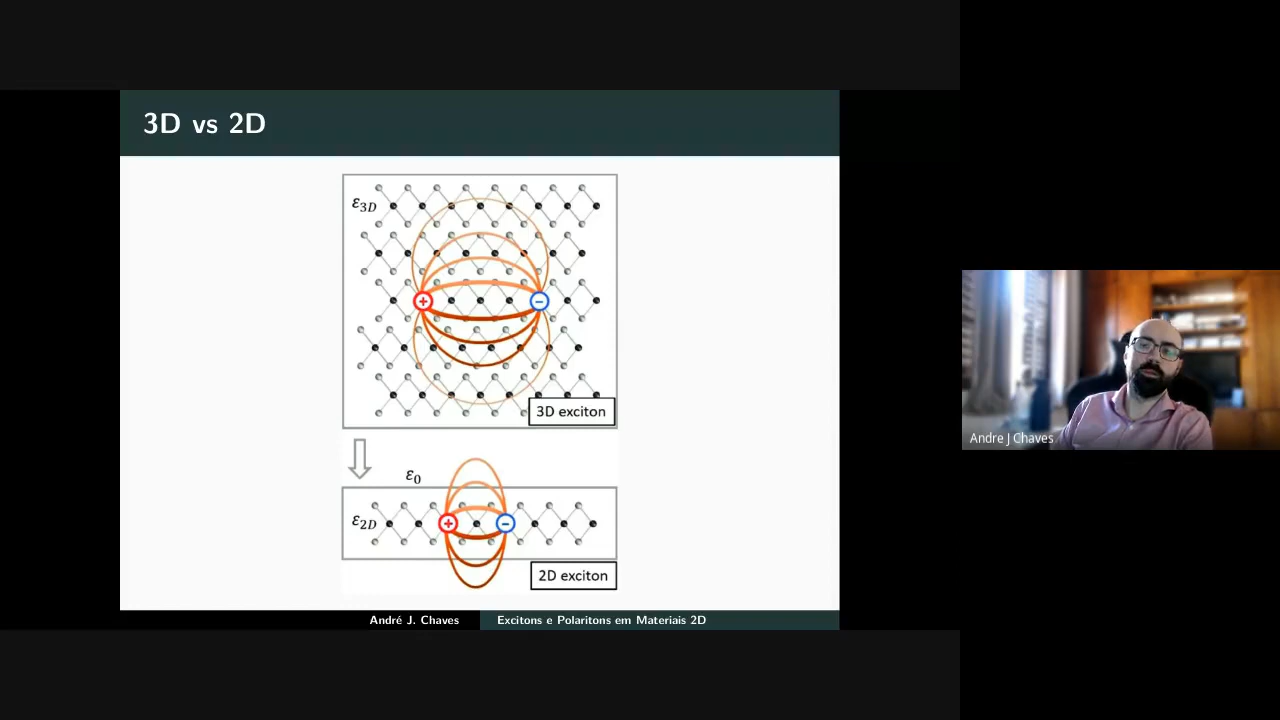 3D vs 2D
ε3D
+
−
3D exciton
ε0
ε2D
+
−
2D exciton
André J. Chaves
Excitons e Polaritons em Materiais 2D
Andre J Chaves